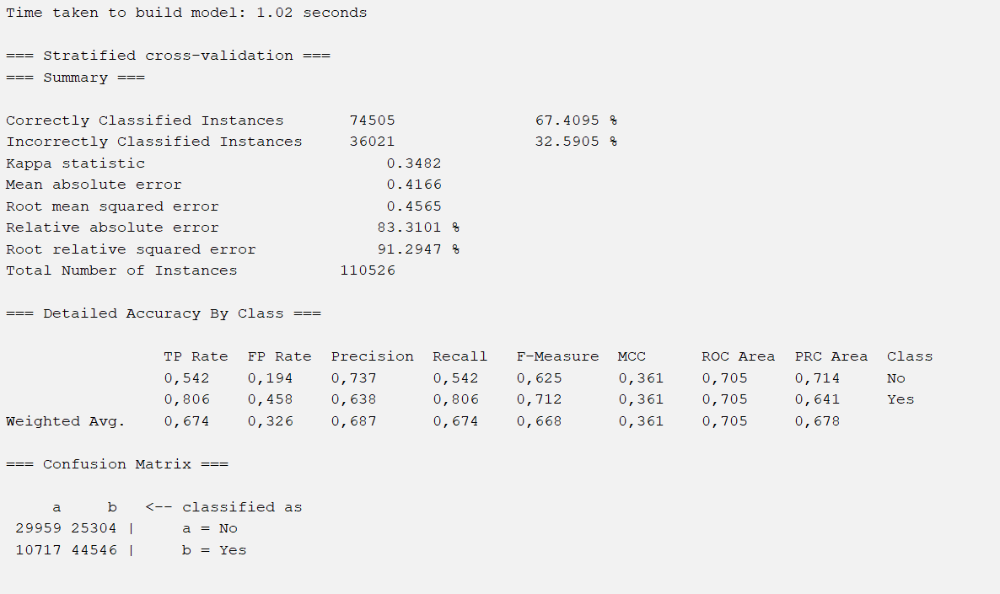 Time taken to build model: 1.02 seconds
=== Stratified cross-validation ===
=== Summary ===
Correctly Classified Instances 74505 67.4095 %
Incorrectly Classified Instances 36021 32.5905 %
Kappa statistic 0.3482
Mean absolute error 0.4166
Root mean squared error 0.4565
Relative absolute error 83.3101 %
Root relative squared error 91.2947 %
Total Number of Instances 110526
=== Detailed Accuracy By Class ===
TP Rate FP Rate Precision Recall F-Measure MCC ROC Area PRC Area Class
0,542 0,194 0,737 0,542 0,625 0,361 0,705 0,714 No
0,806 0,458 0,638 0,806 0,712 0,361 0,705 0,641 Yes
Weighted Avg. 0,674 0,326 0,687 0,674 0,668 0,361 0,705 0,678
=== Confusion Matrix ===
a b <-- classified as
29959 25304 | a = No
10717 44546 | b = Yes